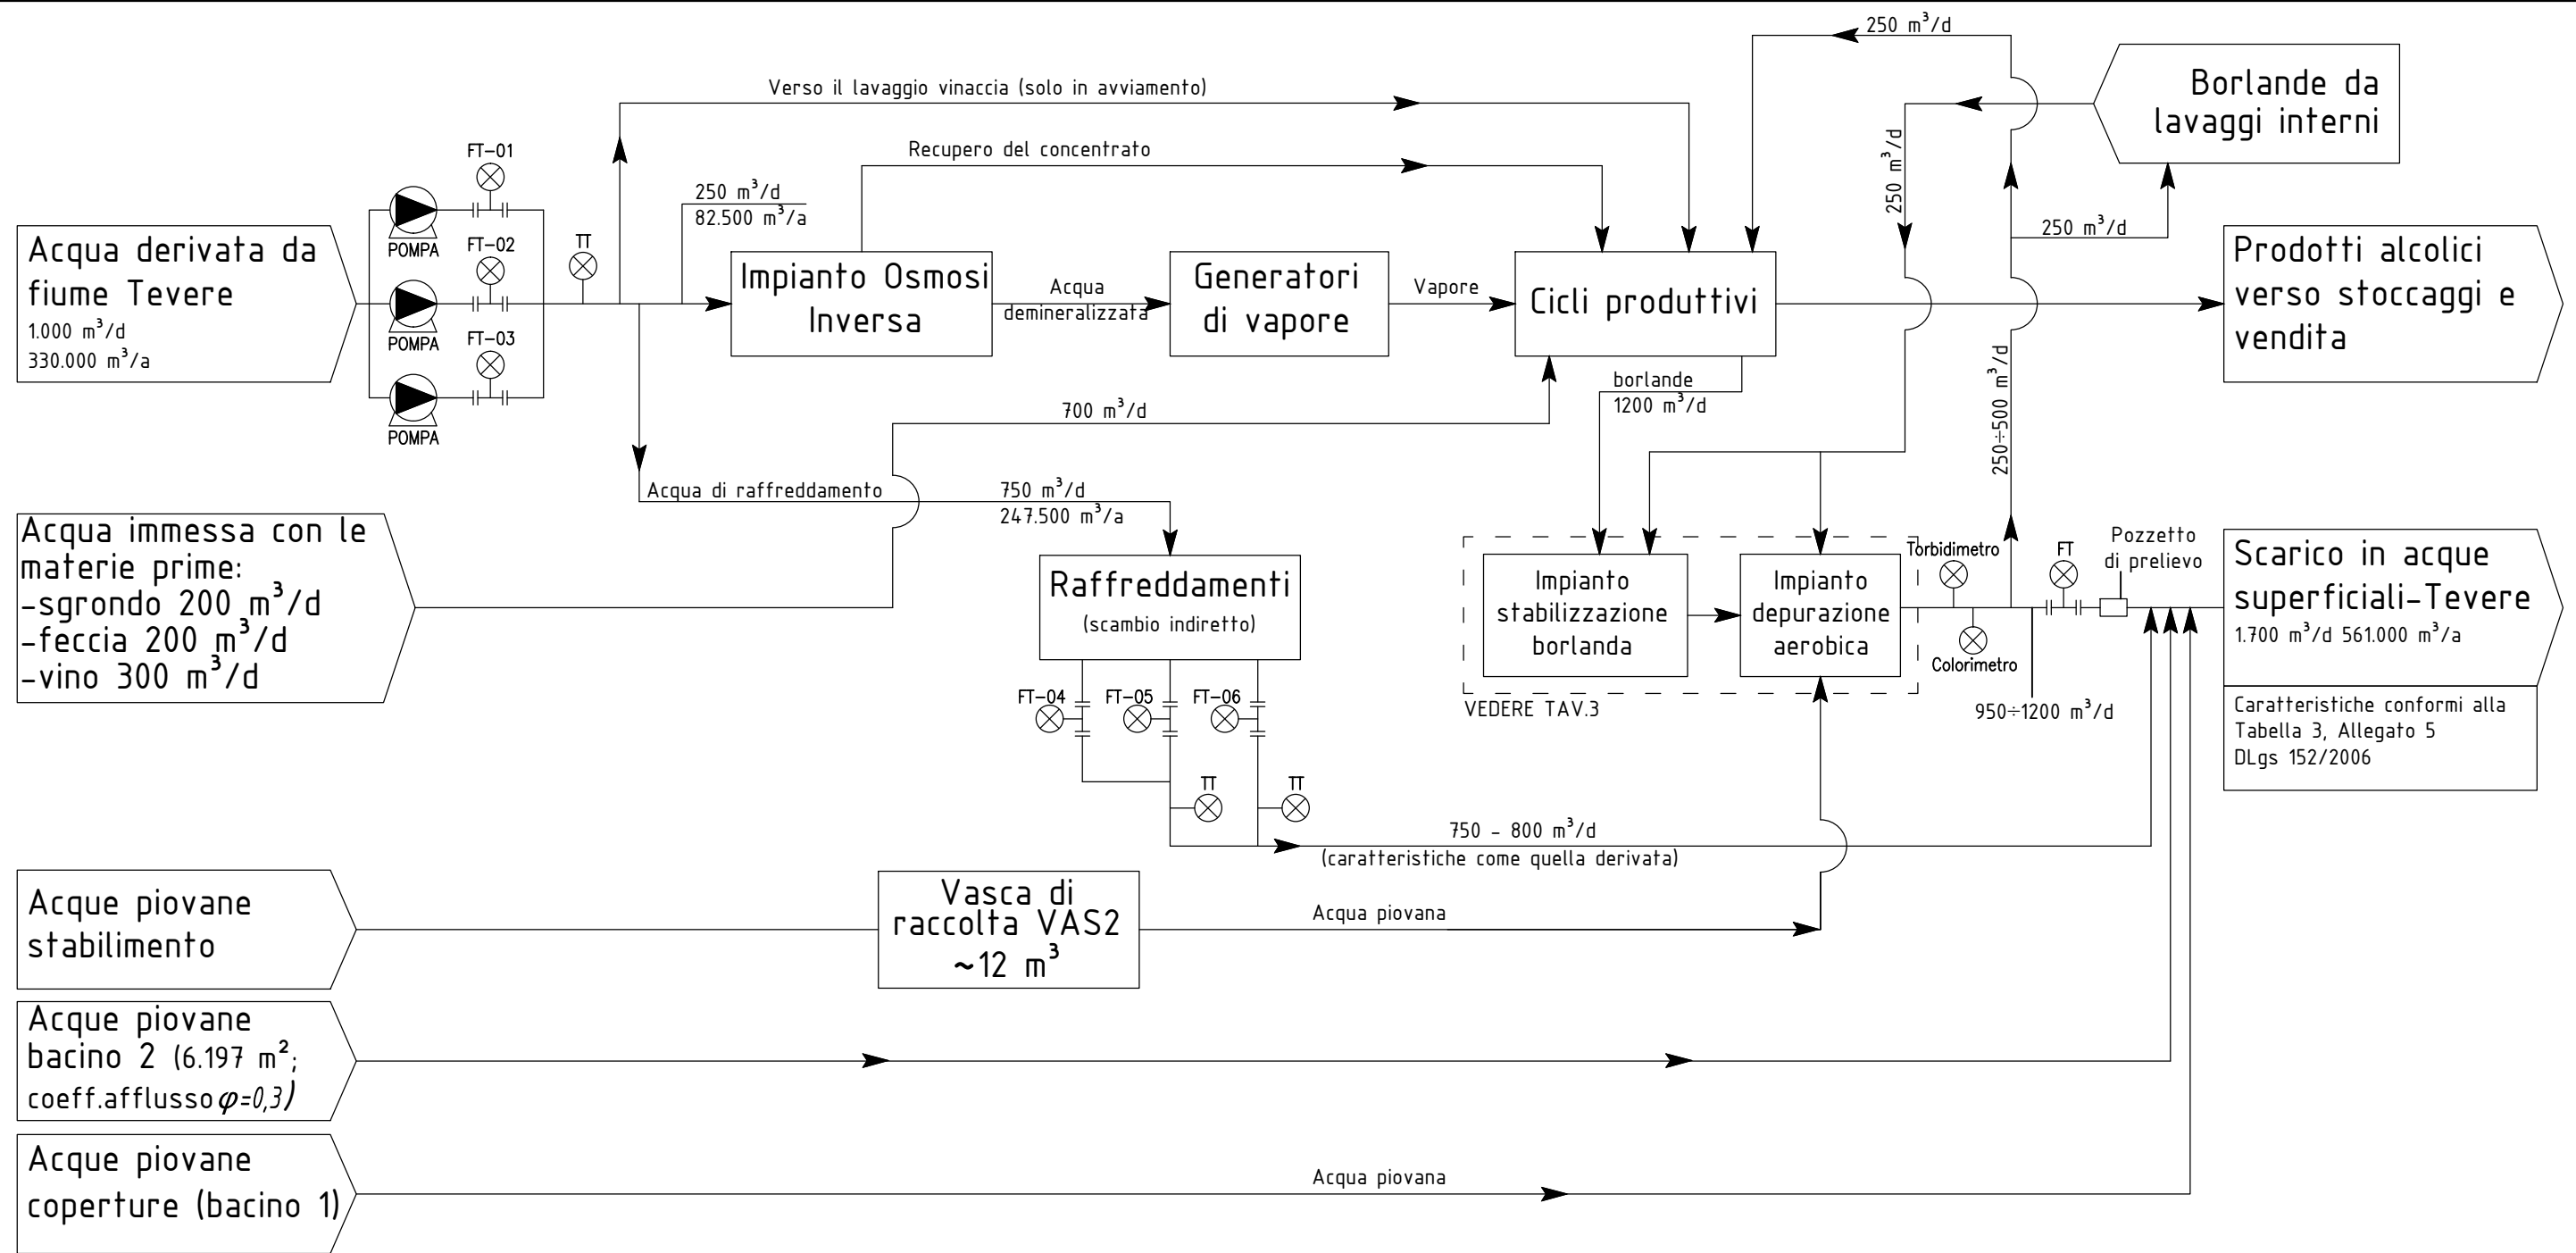 250 m³/d
Borlande da
lavaggi interni
Verso il lavaggio vinaccia (solo in avviamento)
Recupero del concentrato
250 m³/d
FT-01
250 m³/d
82.500 m³/a
250 m³/d
Acqua derivata da
fiume Tevere
1.000 m³/d
330.000 m³/a
POMPA
FT-02
POMPA
FT-03
POMPA
TT
Impianto Osmosi
Inversa
Acqua
demineralizzata
Generatori
di vapore
Vapore
Cicli produttivi
Prodotti alcolici
verso stoccaggi e
vendita
borlande
1200 m³/d
700 m³/d
250÷500 m³/d
Acqua di raffreddamento
750 m³/d
247.500 m³/a
Acqua immessa con le
materie prime:
-sgrondo 200 m³/d
-feccia 200 m³/d
-vino 300 m³/d
Raffreddamenti
(scambio indiretto)
FT-04
FT-05
FT-06
TT
TT
Impianto
stabilizzazione
borlanda
Impianto
depurazione
aerobica
VEDERE TAV.3
Torbidimetro
Colorimetro
FT
Pozzetto
di prelievo
950÷1200 m³/d
Scarico in acque
superficiali-Tevere
1.700 m³/d 561.000 m³/a
Caratteristiche conformi alla
Tabella 3, Allegato 5
DLgs 152/2006
750 - 800 m³/d
(caratteristiche come quella derivata)
Acque piovane
stabilimento
Vasca di
raccolta VAS2
~12 m³
Acqua piovana
Acque piovane
bacino 2 (6.197 m²;
coeff.afflusso φ=0,3)
Acque piovane
coperture (bacino 1)
Acqua piovana